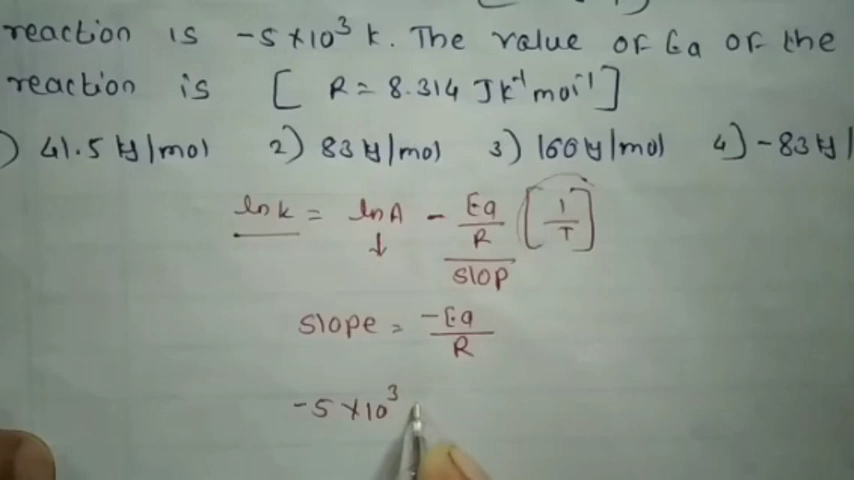 reaction is -5×10³ k. The value of Ea of the
reaction is [ R = 8.314 Jk⁻¹mol⁻¹]
) 41.5 kJ/mol 2) 83 kJ/mol 3) 166 kJ/mol 4) -83 kJ/
ln k = ln A - Ea/R [1/T]
slop
slope = -Ea/R
-5×10³